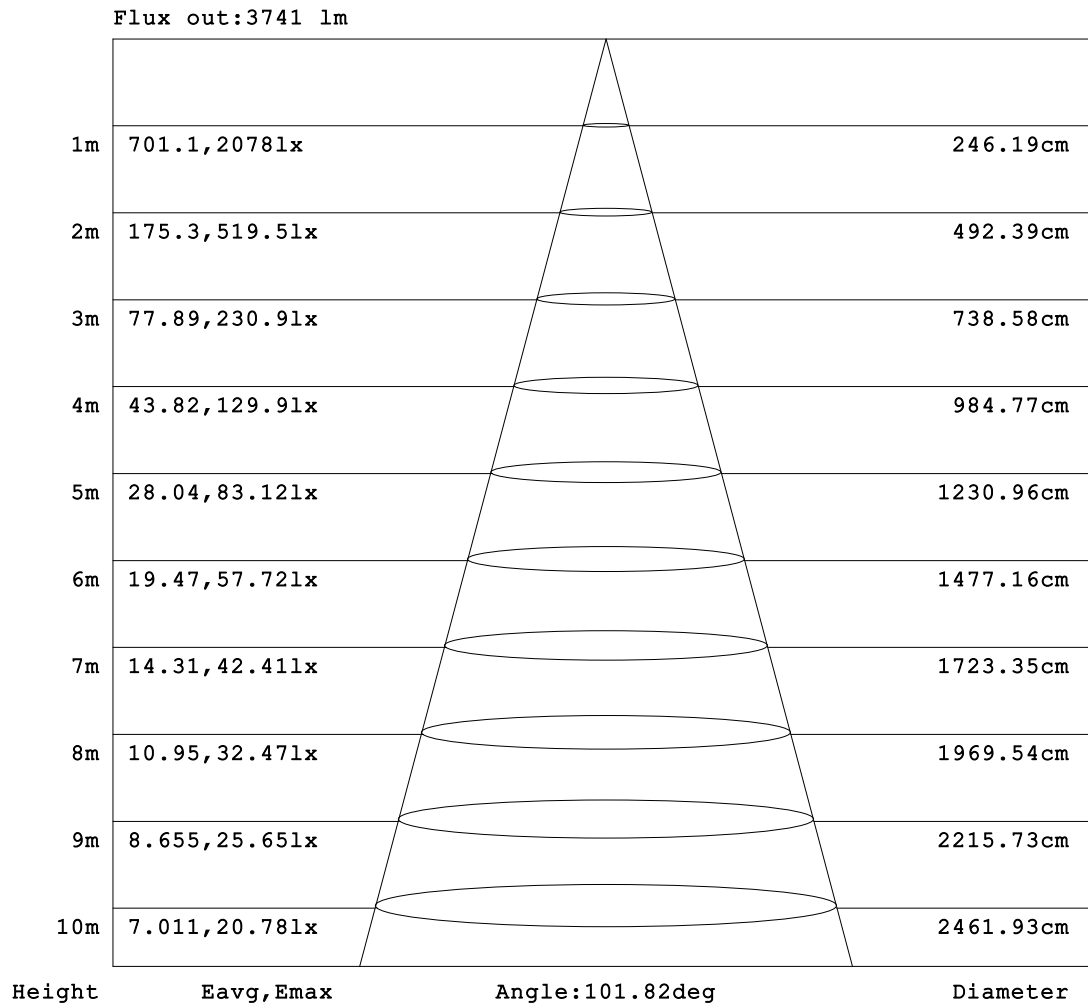 Flux out:3741 lm
1m 701.1,2078lx 246.19cm
2m 175.3,519.5lx 492.39cm
3m 77.89,230.9lx 738.58cm
4m 43.82,129.9lx 984.77cm
5m 28.04,83.12lx 1230.96cm
6m 19.47,57.72lx 1477.16cm
7m 14.31,42.41lx 1723.35cm
8m 10.95,32.47lx 1969.54cm
9m 8.655,25.65lx 2215.73cm
10m 7.011,20.78lx 2461.93cm
Height Eavg,Emax Angle:101.82deg Diameter